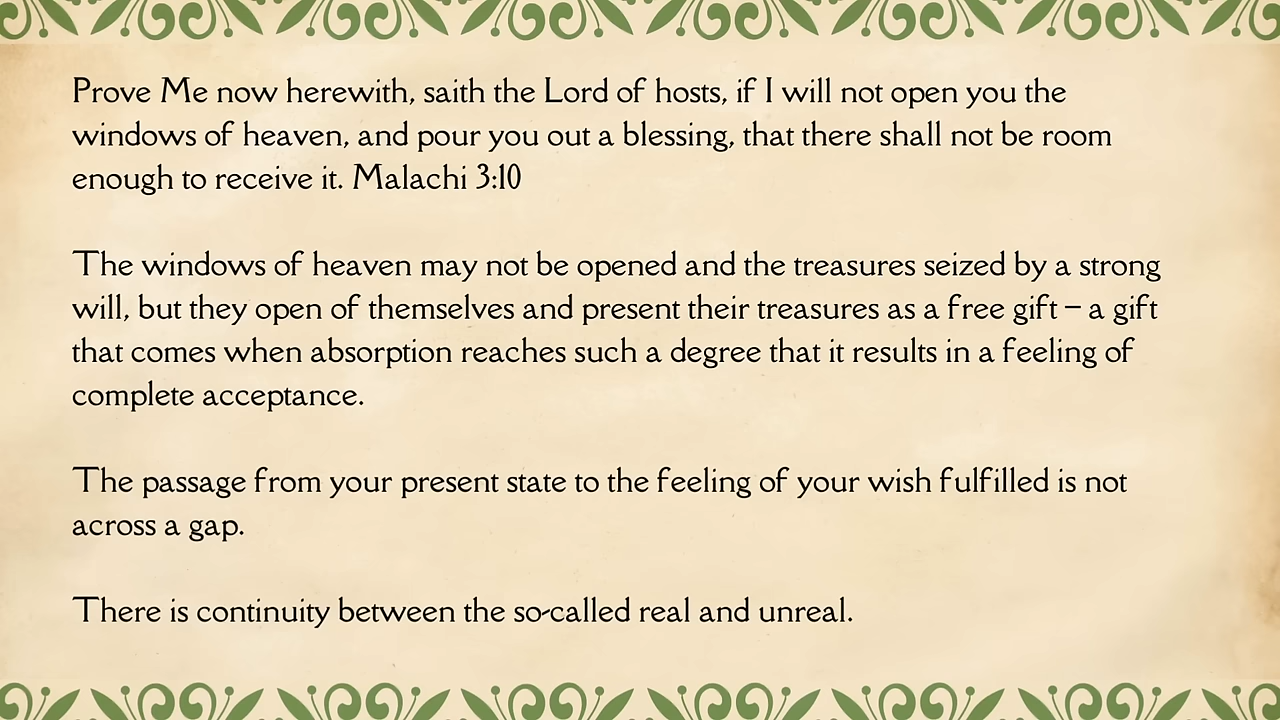 Prove Me now herewith, saith the Lord of hosts, if I will not open you the
windows of heaven, and pour you out a blessing, that there shall not be room
enough to receive it. Malachi 3:10
The windows of heaven may not be opened and the treasures seized by a strong
will, but they open of themselves and present their treasures as a free gift – a gift
that comes when absorption reaches such a degree that it results in a feeling of
complete acceptance.
The passage from your present state to the feeling of your wish fulfilled is not
across a gap.
There is continuity between the so-called real and unreal.